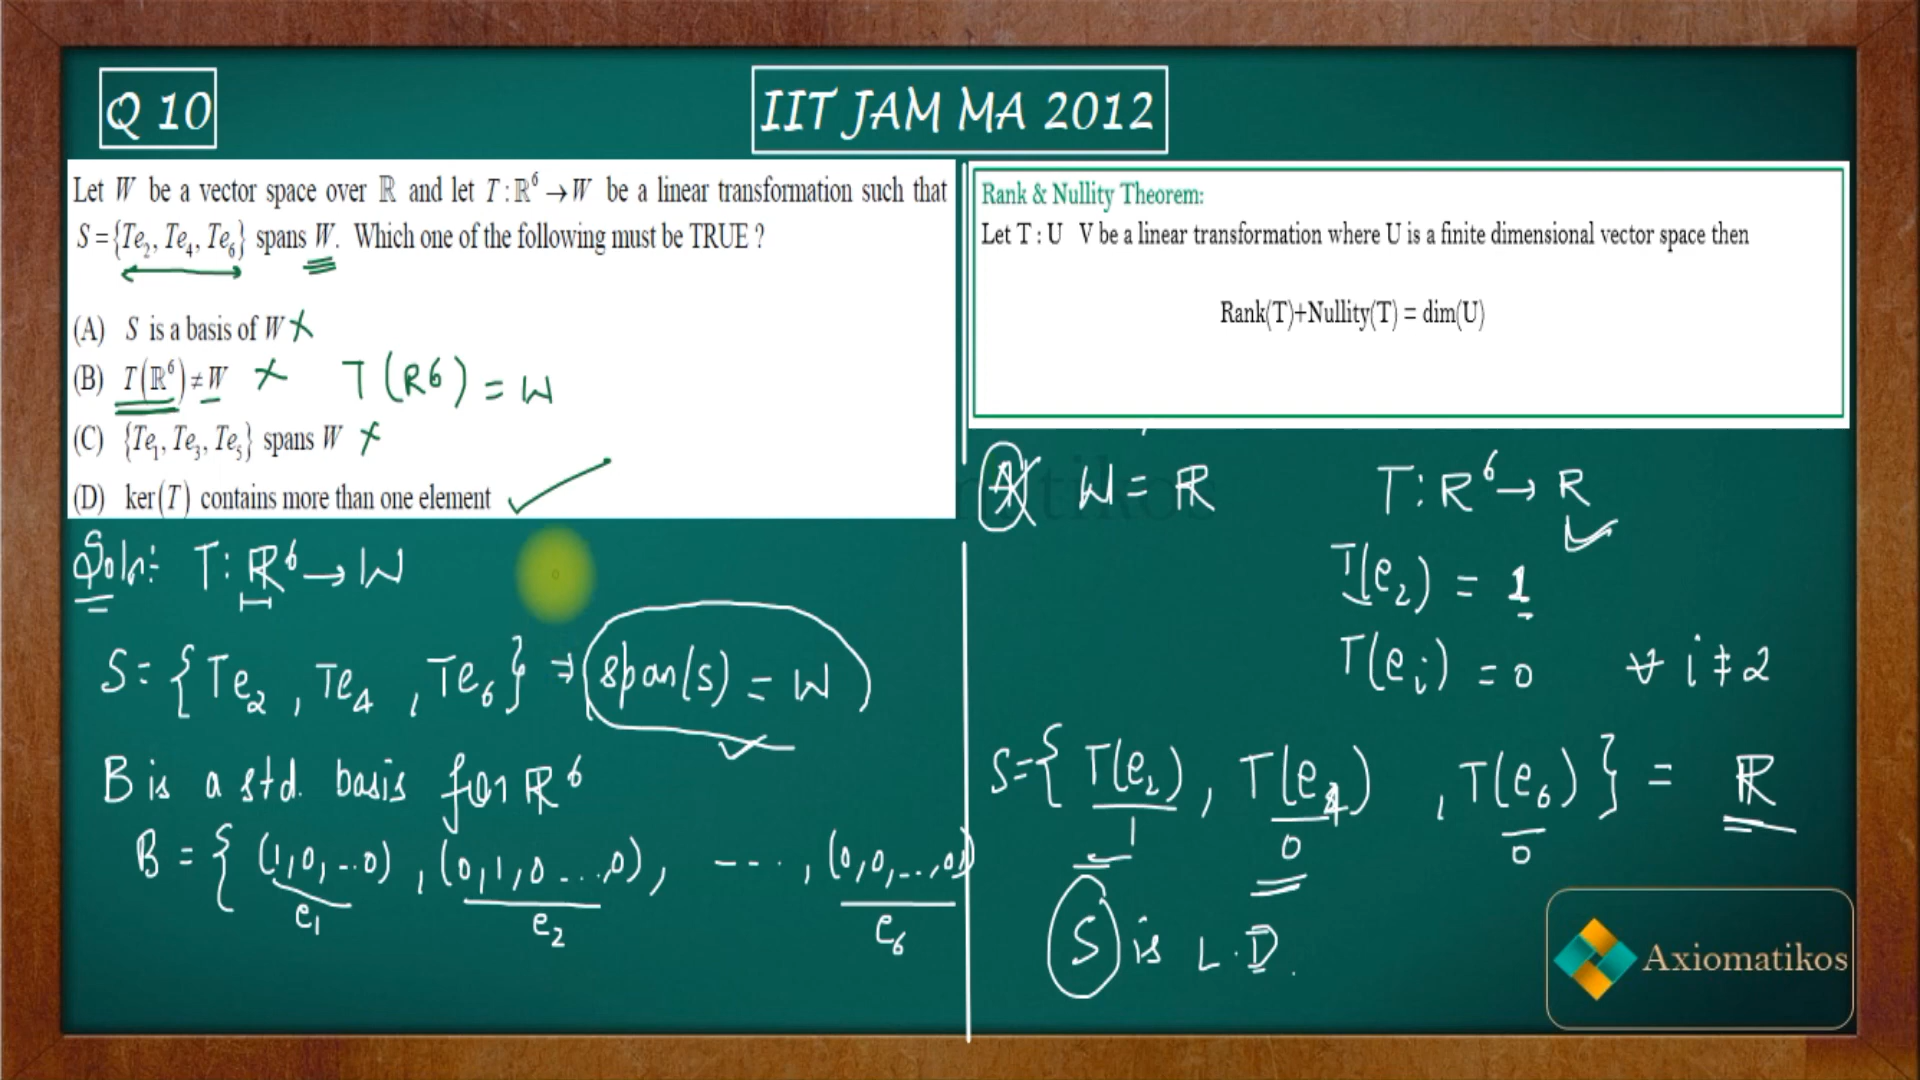 Q 10
IIT JAM MA 2012
Let W be a vector space over ℝ and let T : ℝ⁶ → W be a linear transformation such that
S = {Te₂, Te₄, Te₆} spans W. Which one of the following must be TRUE ?
(A) S is a basis of W ✗
(B) T(ℝ⁶) ≠ W ✗ T(R⁶) = W
(C) {Te₁, Te₃, Te₅} spans W ✗
(D) ker(T) contains more than one element ✓
Soln: T: ℝ⁶ → W
S = {Te₂, Te₄, Te₆} ⇒ span(s) = W
B is a std. basis for ℝ⁶
B = {(1,0,...0), (0,1,0...,0), ---, (0,0,...,0)
e₁ e₂ e₆
Rank & Nullity Theorem:
Let T : U V be a linear transformation where U is a finite dimensional vector space then
Rank(T)+Nullity(T) = dim(U)
A W = ℝ T: R⁶ → R
T(e₂) = 1
T(eᵢ) = 0 ∀ i ≠ 2
S = {T(e₂), T(e₄), T(e₆)} = ℝ
1 0 0
S is L.D.
Axiomatikos